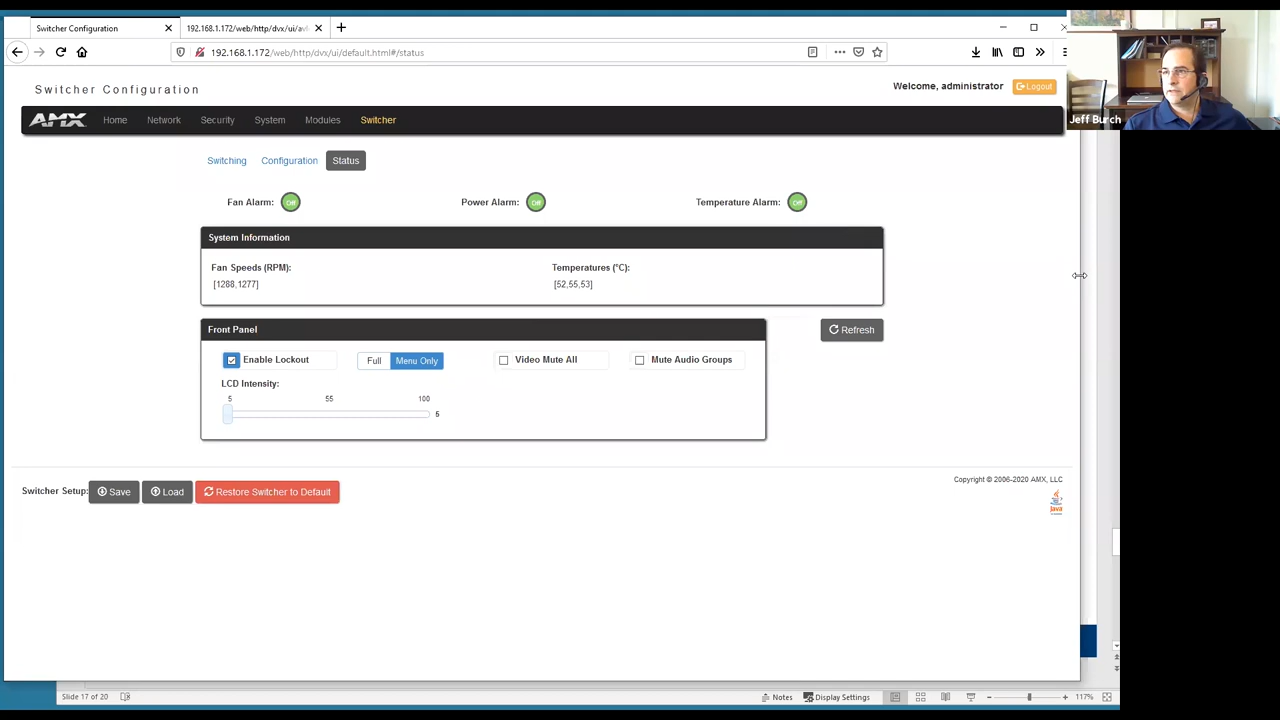 Switcher Configuration
192.168.1.172/web/http/dvx/ui/av
192.168.1.172/web/http/dvx/ui/default.html#/status
Switcher Configuration
Welcome, administrator
Logout
Jeff Burch
AMX Home Network Security System Modules Switcher
Switching Configuration Status
Fan Alarm: Off Power Alarm: Off Temperature Alarm: Off
System Information
Fan Speeds (RPM): Temperatures (°C):
[1288,1277] [52,55,53]
Front Panel
Refresh
Enable Lockout Full Menu Only Video Mute All Mute Audio Groups
LCD Intensity:
5 55 100
5
Switcher Setup: Save Load Restore Switcher to Default
Copyright © 2006-2020 AMX, LLC
Java
Slide 17 of 20 Notes Display Settings 117%